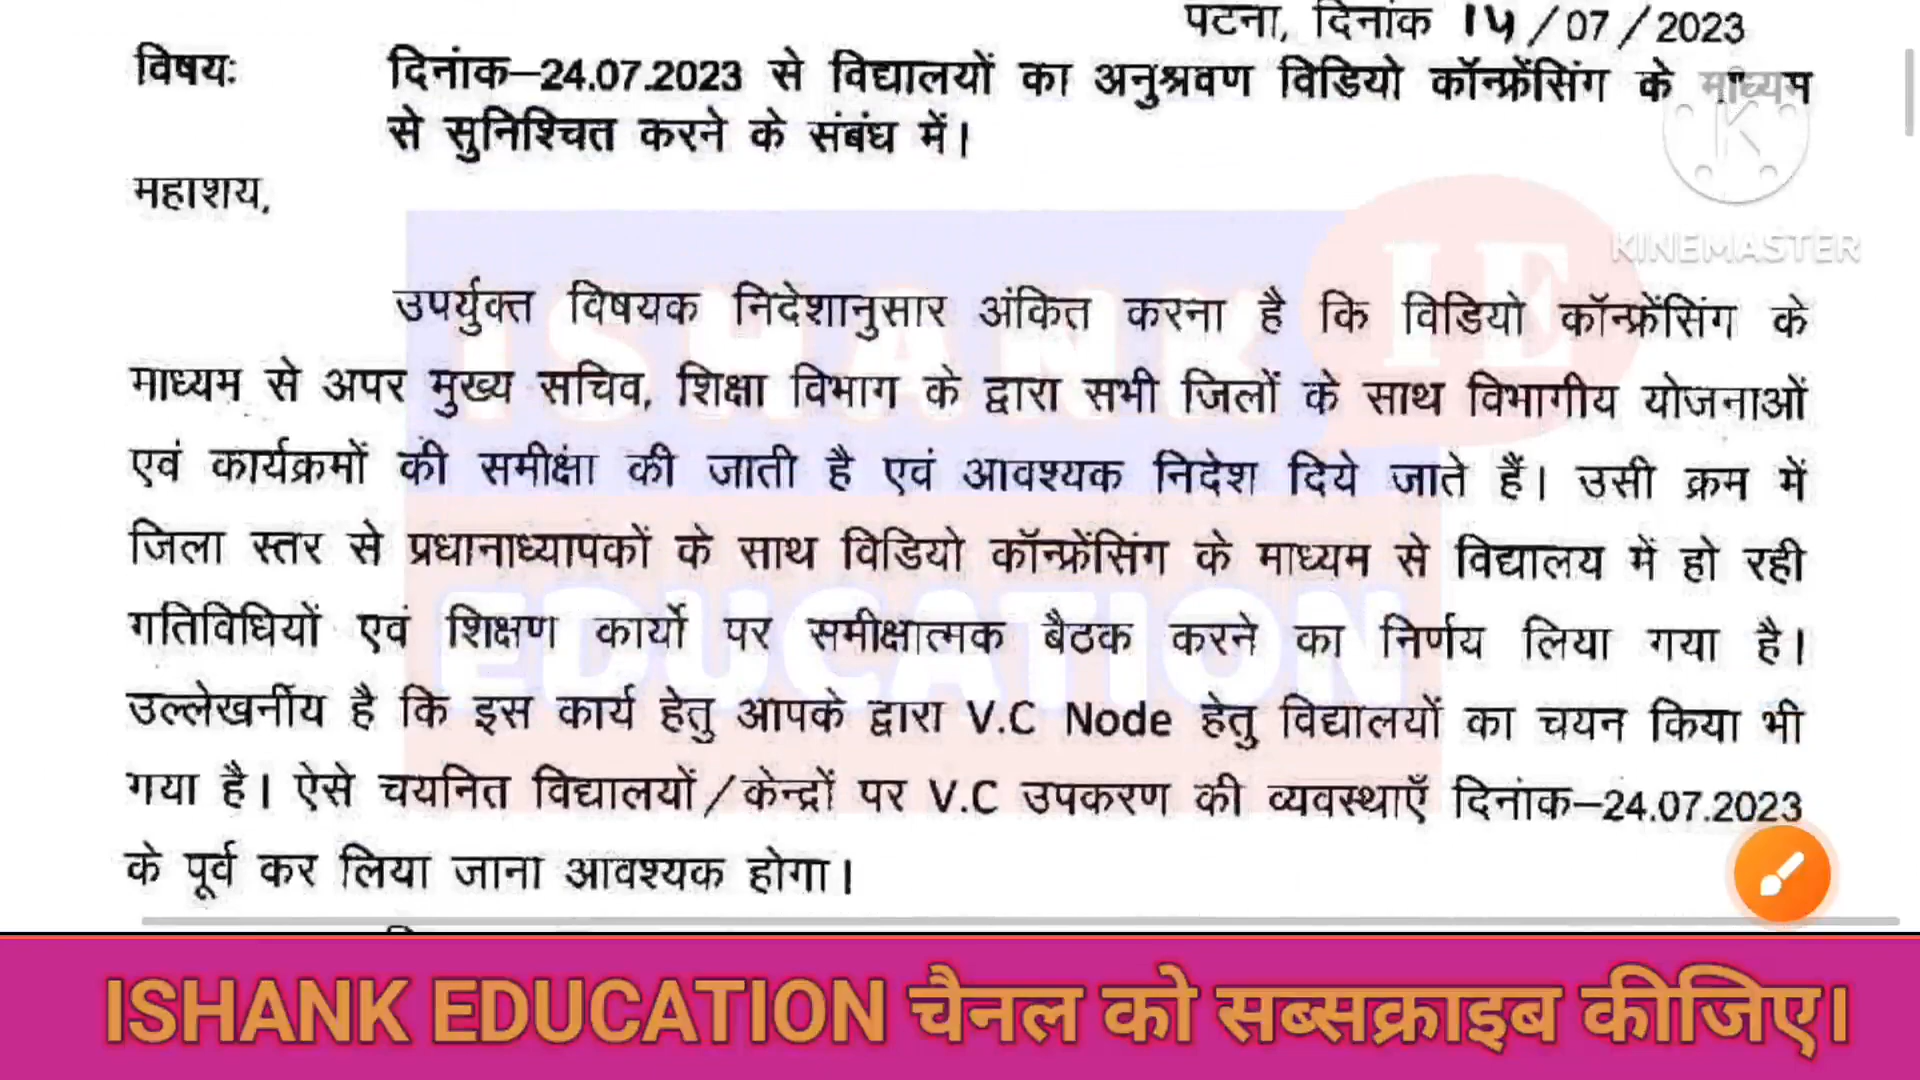 पटना, दिनांक 14/07/2023
विषयः दिनांक–24.07.2023 से विद्यालयों का अनुश्रवण विडियो कॉन्फ्रेंसिंग के माध्यम
से सुनिश्चित करने के संबंध में।
महाशय,
KINEMASTER
IE
ISHANK
उपर्युक्त विषयक निदेशानुसार अंकित करना है कि विडियो कॉन्फ्रेंसिंग के
माध्यम से अपर मुख्य सचिव, शिक्षा विभाग के द्वारा सभी जिलों के साथ विभागीय योजनाओं
एवं कार्यक्रमों की समीक्षा की जाती है एवं आवश्यक निदेश दिये जाते हैं। उसी क्रम में
जिला स्तर से प्रधानाध्यापकों के साथ विडियो कॉन्फ्रेंसिंग के माध्यम से विद्यालय में हो रही
EDUCATION
गतिविधियों एवं शिक्षण कार्यो पर समीक्षात्मक बैठक करने का निर्णय लिया गया है।
उल्लेखनीय है कि इस कार्य हेतु आपके द्वारा V.C Node हेतु विद्यालयों का चयन किया भी
गया है। ऐसे चयनित विद्यालयों/केन्द्रों पर V.C उपकरण की व्यवस्थाएँ दिनांक–24.07.2023
के पूर्व कर लिया जाना आवश्यक होगा।
ISHANK EDUCATION चैनल को सब्सक्राइब कीजिए।